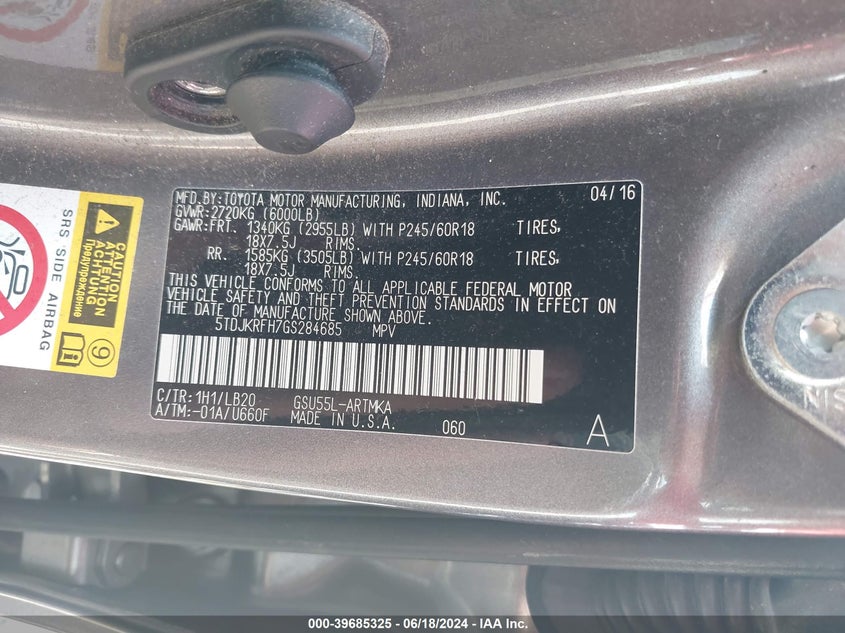 MFD.BY:TOYOTA MOTOR MANUFACTURING, INDIANA, INC. 04/16
GVWR:2720KG (6000LB)
GAWR:FRT. 1340KG (2955LB) WITH P245/60R18 TIRES,
18X7.5J RIMS.
RR. 1585KG (3505LB) WITH P245/60R18 TIRES,
18X7.5J RIMS.
THIS VEHICLE CONFORMS TO ALL APPLICABLE FEDERAL MOTOR
VEHICLE SAFETY AND THEFT PREVENTION STANDARDS IN EFFECT ON
THE DATE OF MANUFACTURE SHOWN ABOVE.
5TDJKRFH7GS284685 MPV
C/TR:1H1/LB20 GSU55L-ARTMKA
A/TM:-01A/U660F MADE IN U.S.A. 060 A
SRS SIDE AIRBAG
CAUTION
ATTENTION
ACHTUNG
Предупреждение
9
NIS
000-39685325 - 06/18/2024 - IAA Inc.